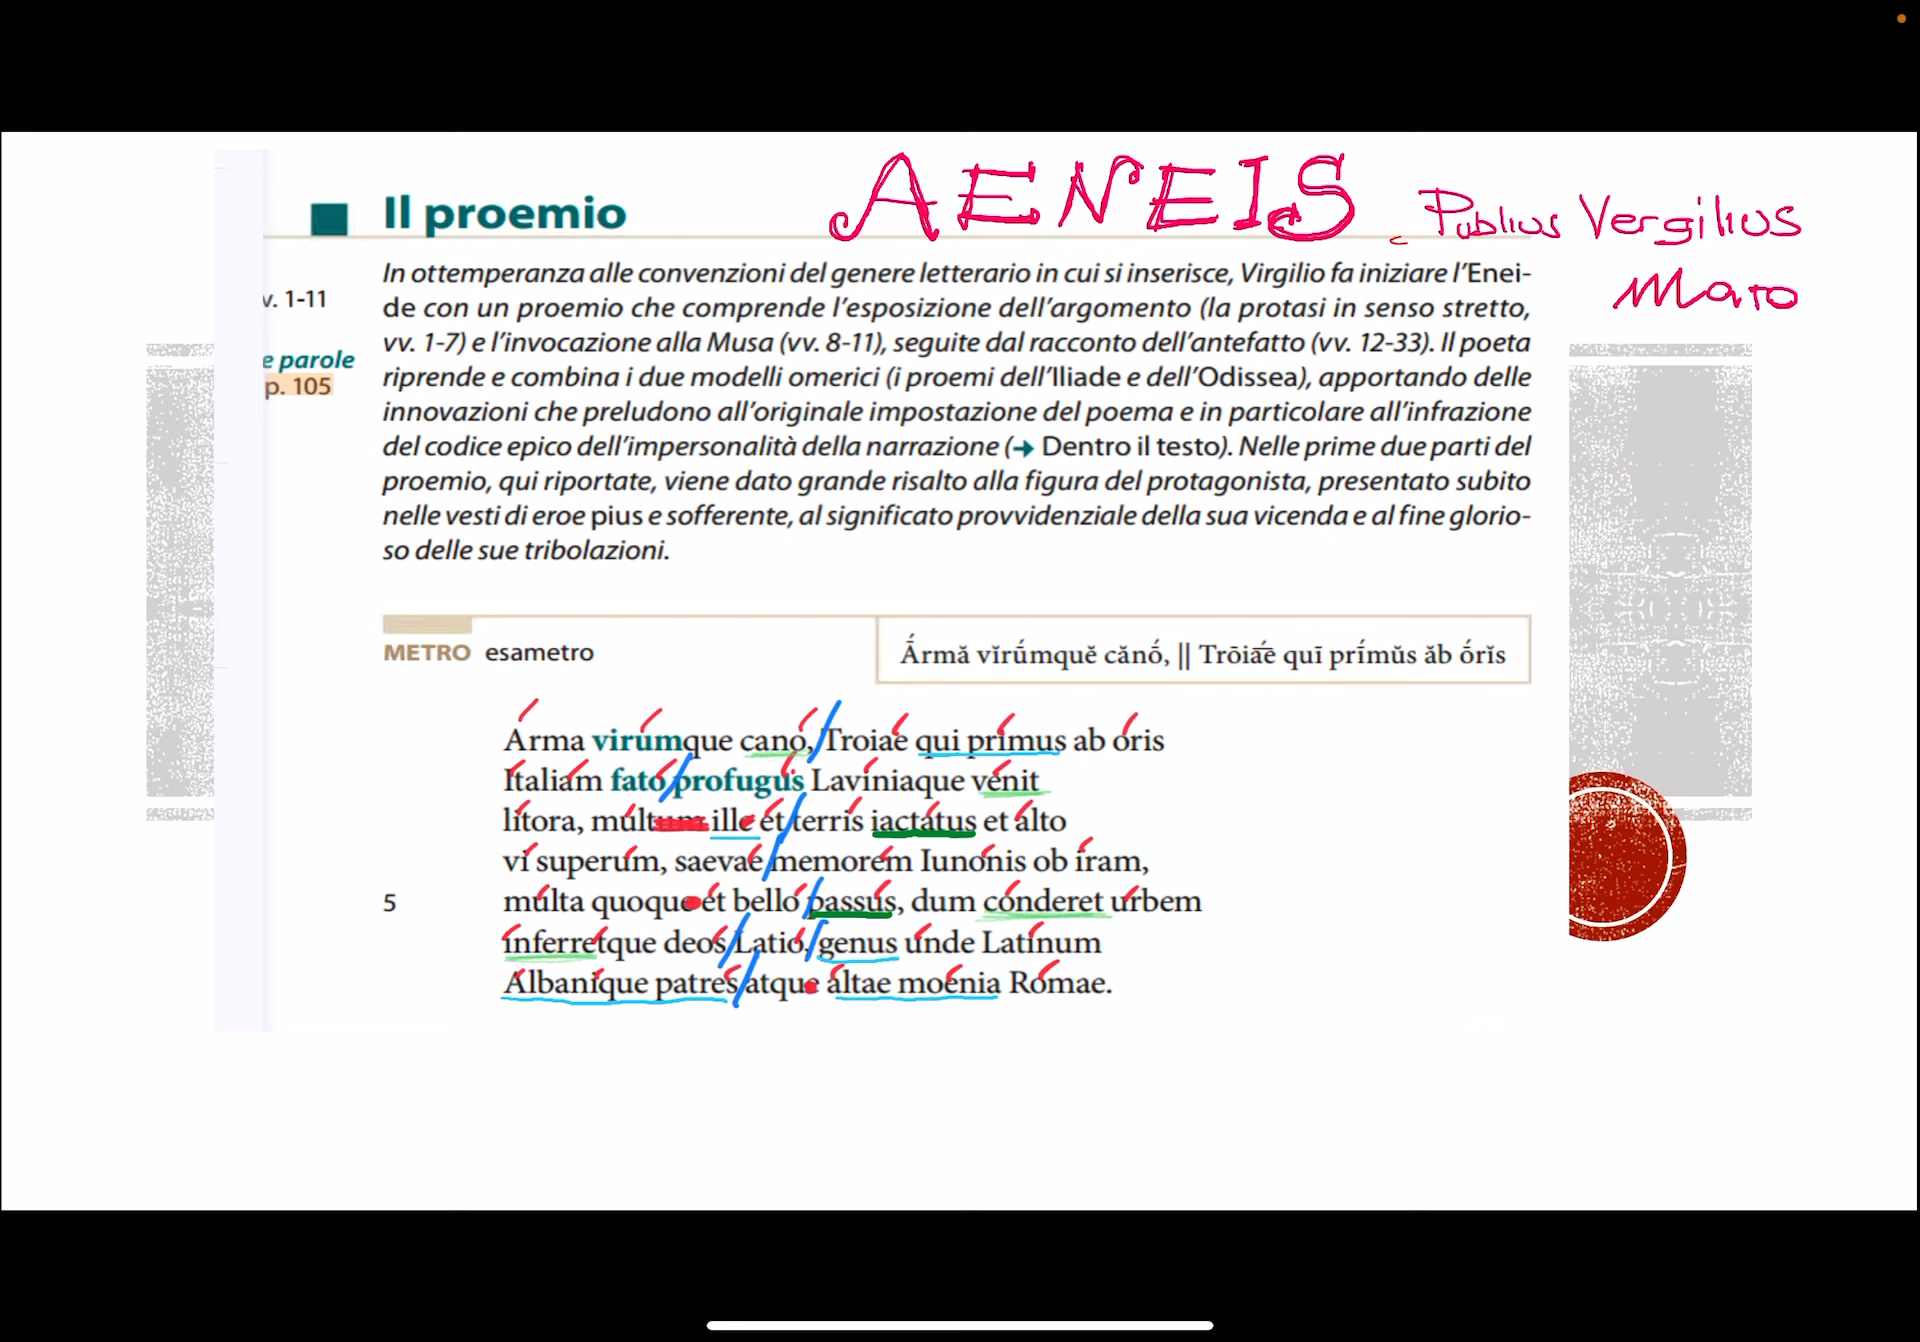 AENEIS
Publius Vergilius
Maro
Il proemio
v. 1-11
e parole
p. 105
In ottemperanza alle convenzioni del genere letterario in cui si inserisce, Virgilio fa iniziare l'Enei-
de con un proemio che comprende l'esposizione dell'argomento (la protasi in senso stretto,
vv. 1-7) e l'invocazione alla Musa (vv. 8-11), seguite dal racconto dell'antefatto (vv. 12-33). Il poeta
riprende e combina i due modelli omerici (i proemi dell'Iliade e dell'Odissea), apportando delle
innovazioni che preludono all'originale impostazione del poema e in particolare all'infrazione
del codice epico dell'impersonalità della narrazione (➜ Dentro il testo). Nelle prime due parti del
proemio, qui riportate, viene dato grande risalto alla figura del protagonista, presentato subito
nelle vesti di eroe pius e sofferente, al significato provvidenziale della sua vicenda e al fine glorio-
so delle sue tribolazioni.
METRO esametro
Ā́rmă vĭrū́mquĕ cănṓ, || Trōiāḗ quī prī́mŭs ăb ṓrĭs
Arma virumque cano, Troiae qui primus ab oris
Italiam fato profugus Laviniaque venit
litora, multum ille et terris iactatus et alto
vi superum, saevae memorem Iunonis ob iram,
5 multa quoque et bello passus, dum conderet urbem
inferretque deos Latio, genus unde Latinum
Albanique patres atque altae moenia Romae.